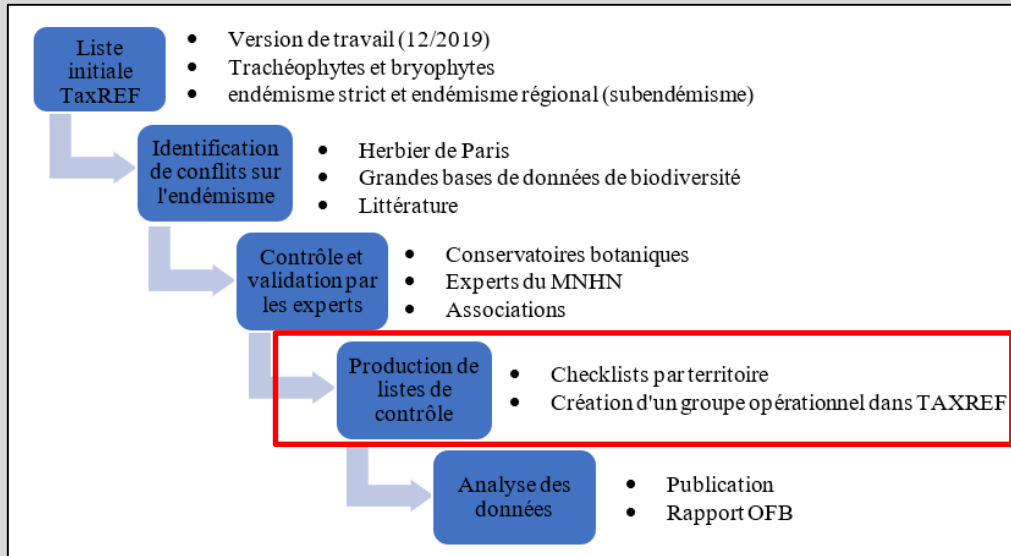 Liste
initiale
TaxREF
• Version de travail (12/2019)
• Trachéophytes et bryophytes
• endémisme strict et endémisme régional (subendémisme)
Identification
de conflits sur
l'endémisme
• Herbier de Paris
• Grandes bases de données de biodiversité
• Littérature
Contrôle et
validation par
les experts
• Conservatoires botaniques
• Experts du MNHN
• Associations
Production de
listes de
contrôle
• Checklists par territoire
• Création d'un groupe opérationnel dans TAXREF
Analyse des
données
• Publication
• Rapport OFB